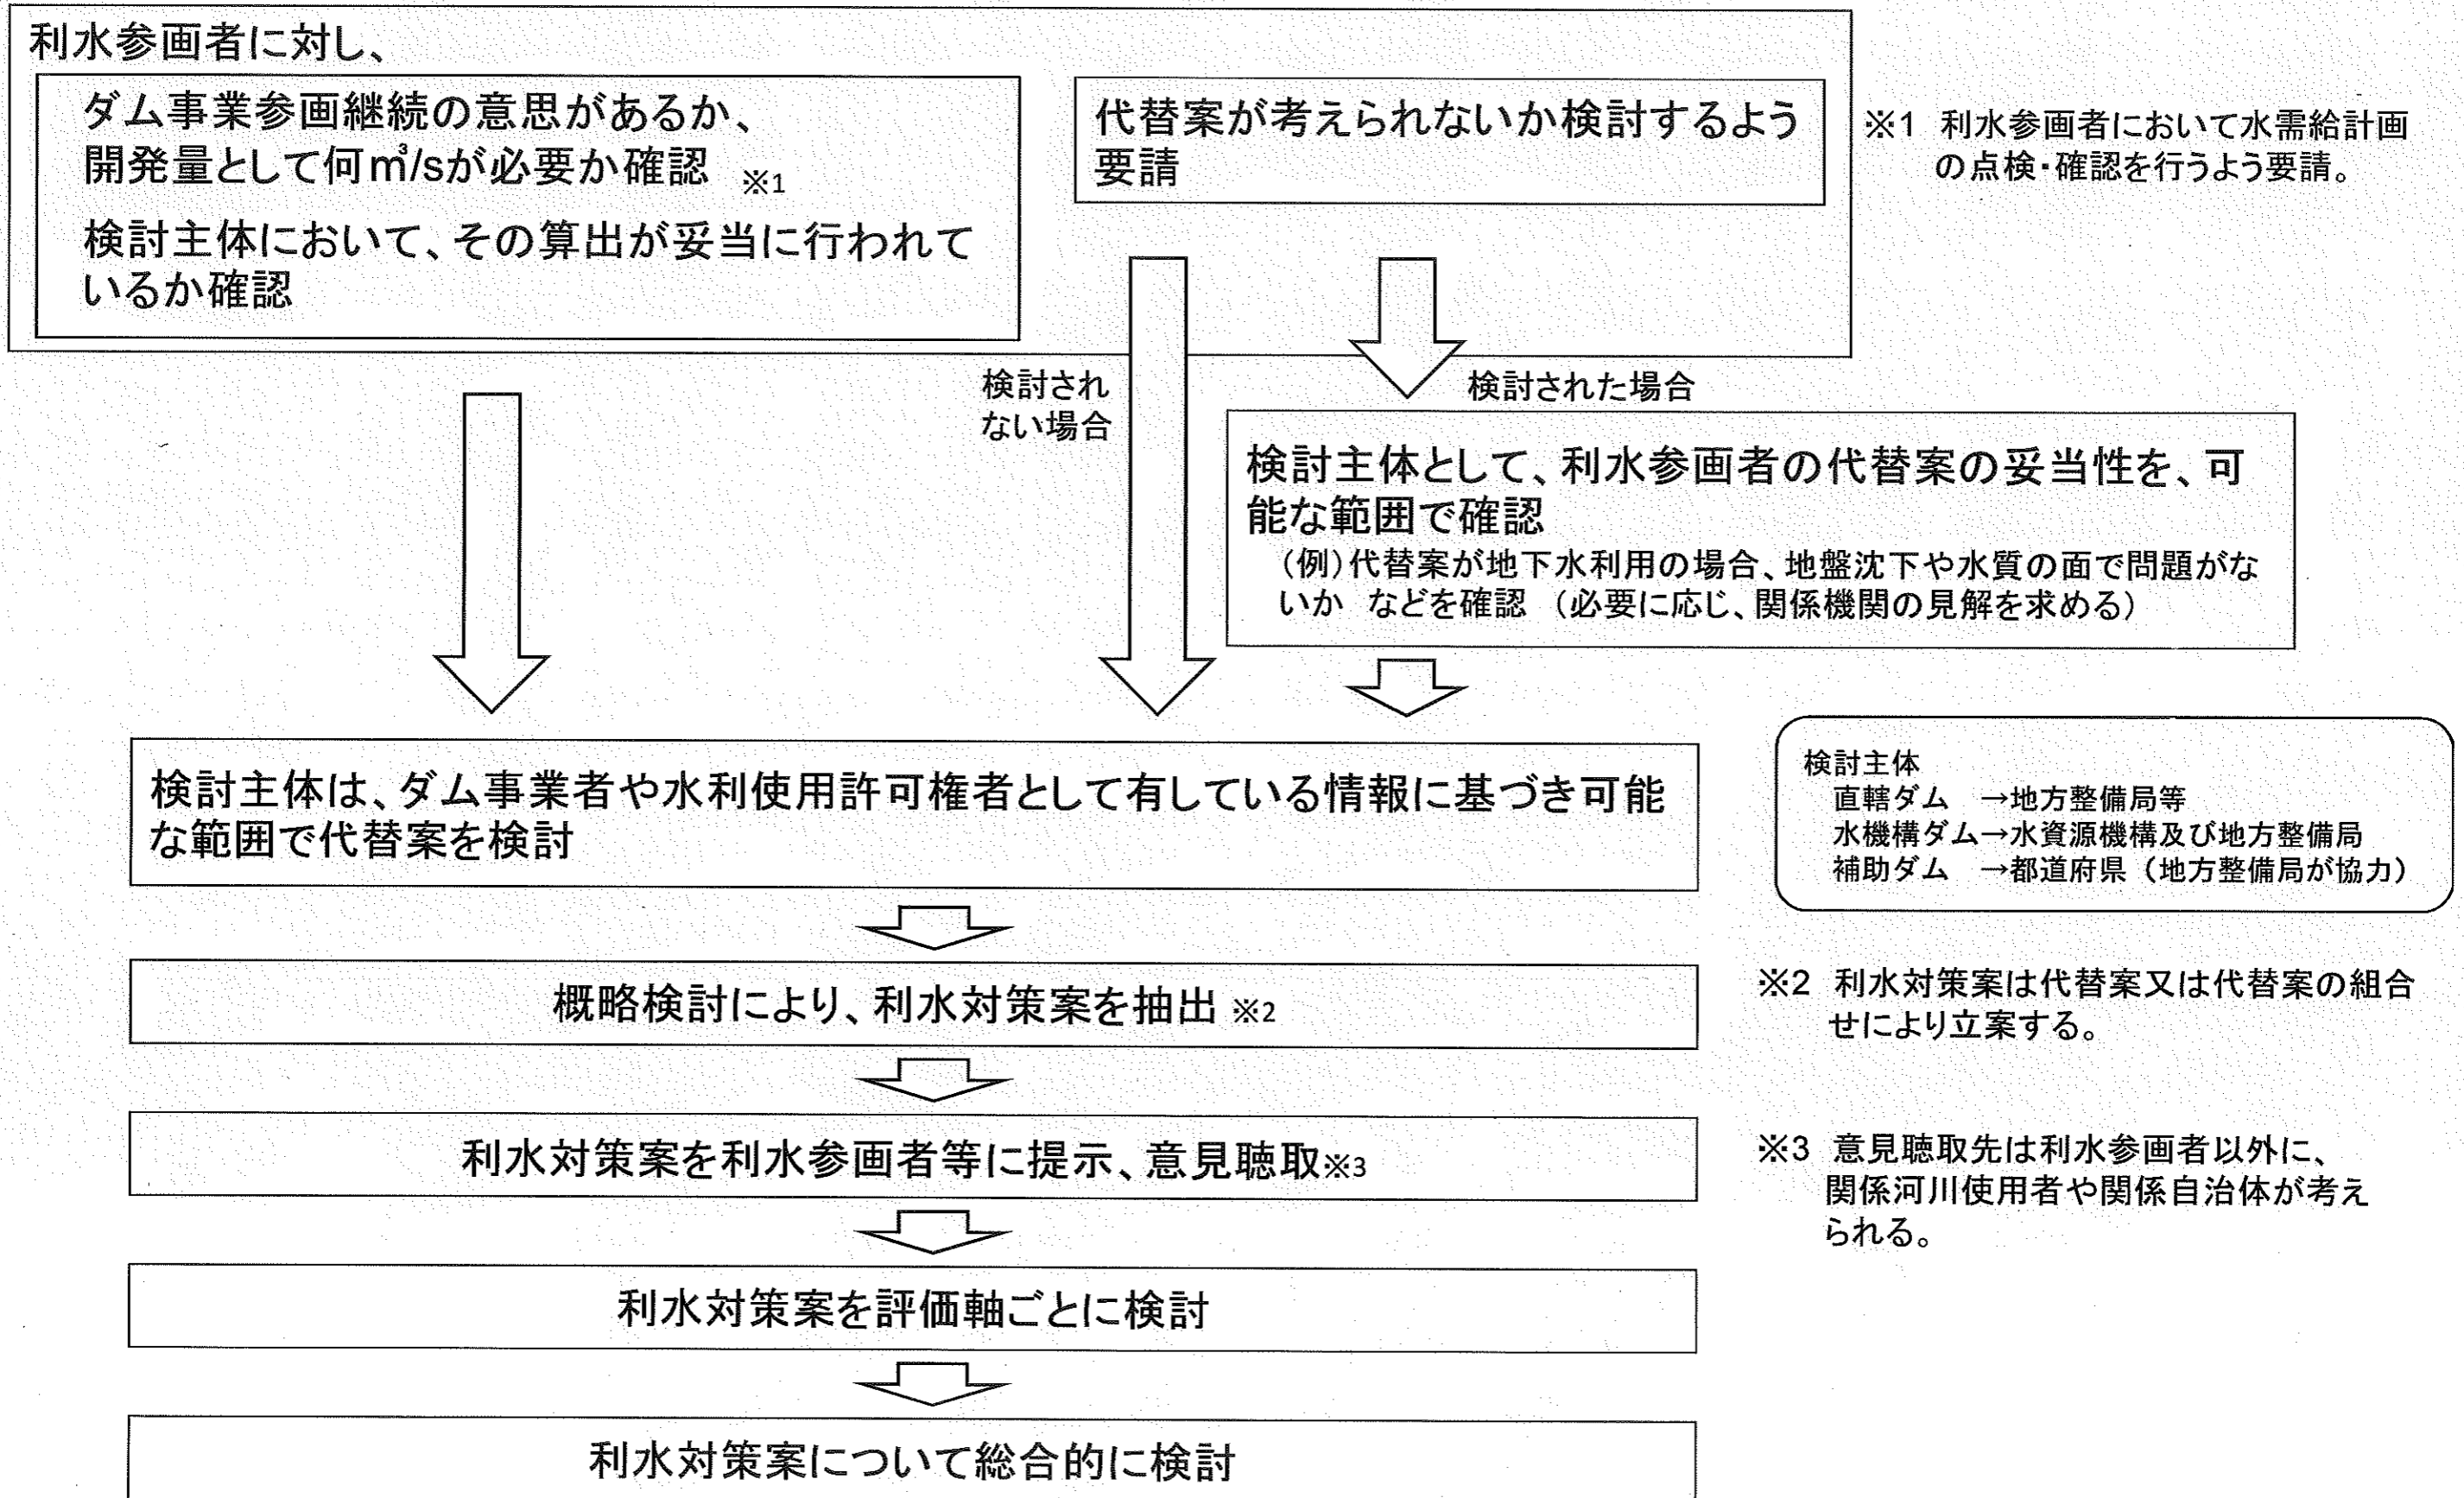 利水参画者に対し、
ダム事業参画継続の意思があるか、
開発量として何㎥/sが必要か確認 ※1
検討主体において、その算出が妥当に行われて
いるか確認
代替案が考えられないか検討するよう
要請
※1 利水参画者において水需給計画
の点検・確認を行うよう要請。
検討され
ない場合
検討された場合
検討主体として、利水参画者の代替案の妥当性を、可
能な範囲で確認
(例)代替案が地下水利用の場合、地盤沈下や水質の面で問題がな
いか などを確認 (必要に応じ、関係機関の見解を求める)
検討主体は、ダム事業者や水利使用許可権者として有している情報に基づき可能
な範囲で代替案を検討
検討主体
直轄ダム →地方整備局等
水機構ダム→水資源機構及び地方整備局
補助ダム →都道府県(地方整備局が協力)
概略検討により、利水対策案を抽出 ※2
※2 利水対策案は代替案又は代替案の組合
せにより立案する。
利水対策案を利水参画者等に提示、意見聴取※3
※3 意見聴取先は利水参画者以外に、
関係河川使用者や関係自治体が考え
られる。
利水対策案を評価軸ごとに検討
利水対策案について総合的に検討